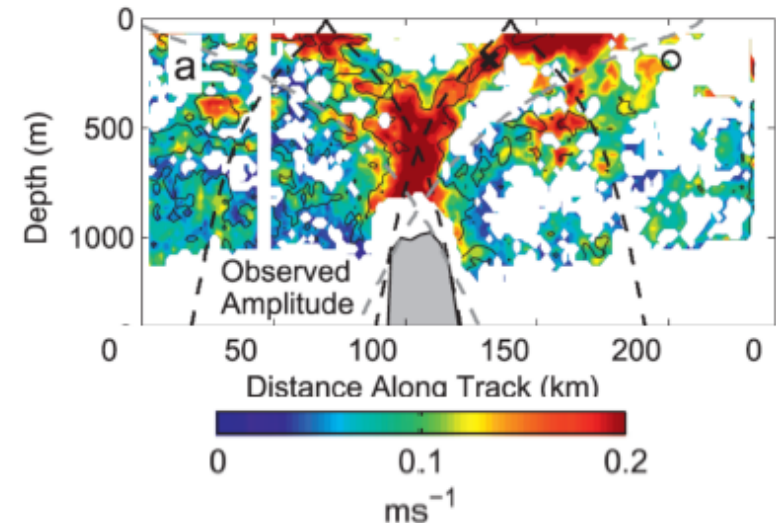 0
a
500
Depth (m)
1000
Observed
Amplitude
0 50 100 150 200 0
Distance Along Track (km)
0 0.1 0.2
ms⁻¹